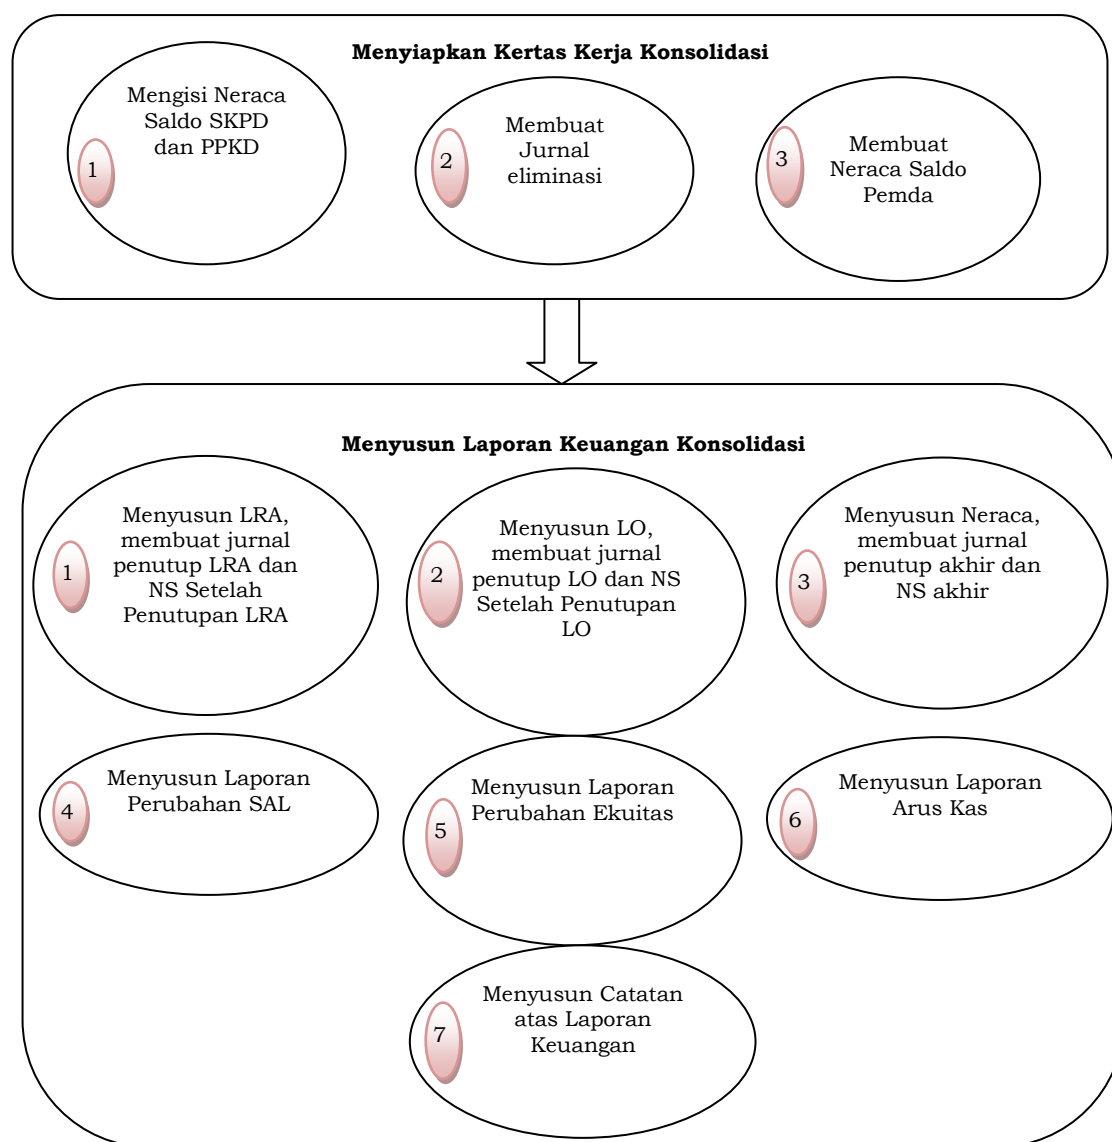 Menyiapkan Kertas Kerja Konsolidasi
1
Mengisi Neraca
Saldo SKPD
dan PPKD
2
Membuat
Jurnal
eliminasi
3
Membuat
Neraca Saldo
Pemda
Menyusun Laporan Keuangan Konsolidasi
1
Menyusun LRA,
membuat jurnal
penutup LRA dan
NS Setelah
Penutupan LRA
2
Menyusun LO,
membuat jurnal
penutup LO dan NS
Setelah Penutupan
LO
3
Menyusun Neraca,
membuat jurnal
penutup akhir dan
NS akhir
4
Menyusun Laporan
Perubahan SAL
5
Menyusun Laporan
Perubahan Ekuitas
6
Menyusun Laporan
Arus Kas
7
Menyusun Catatan
atas Laporan
Keuangan